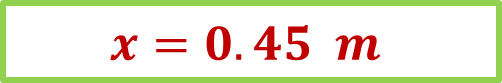 x = 0.45 m